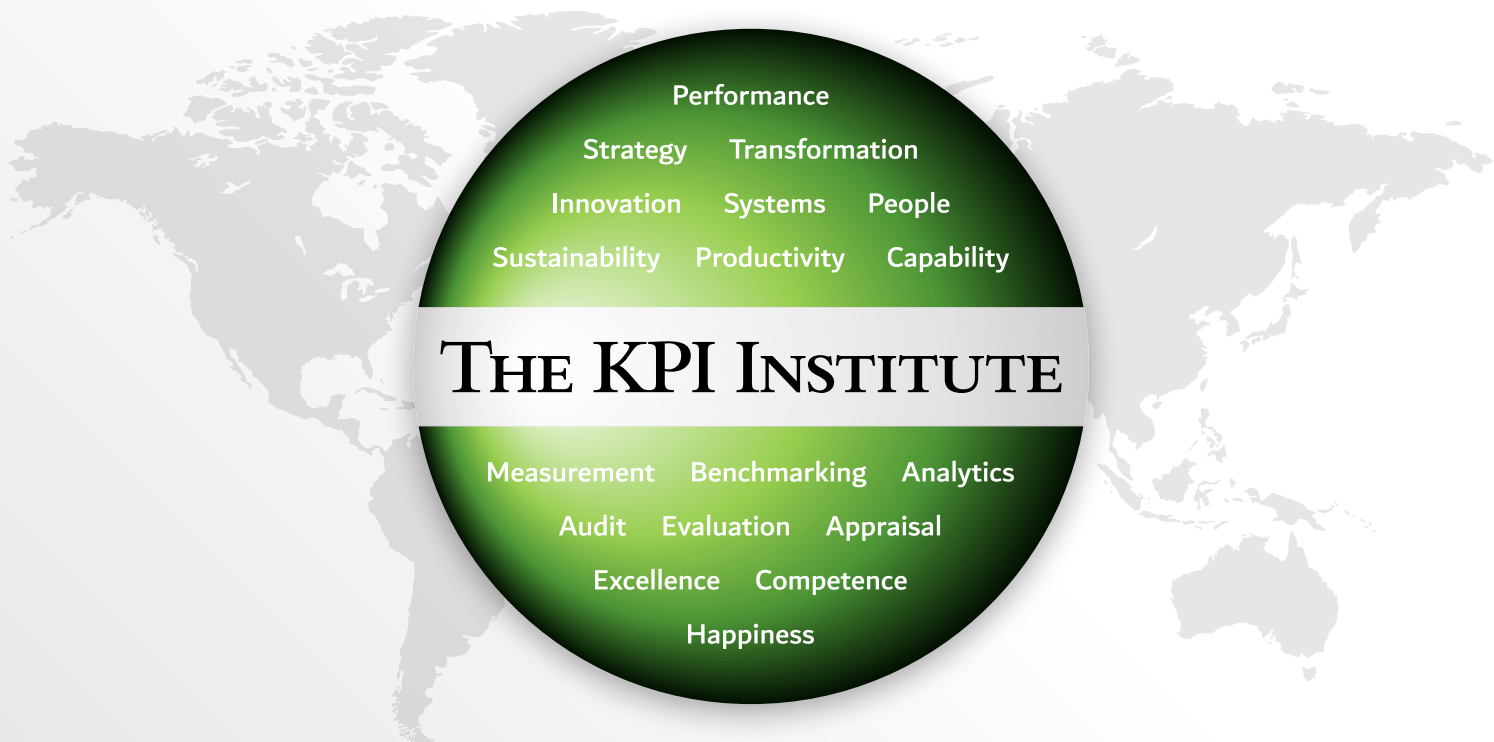 Performance
Strategy Transformation
Innovation Systems People
Sustainability Productivity Capability
The KPI Institute
Measurement Benchmarking Analytics
Audit Evaluation Appraisal
Excellence Competence
Happiness